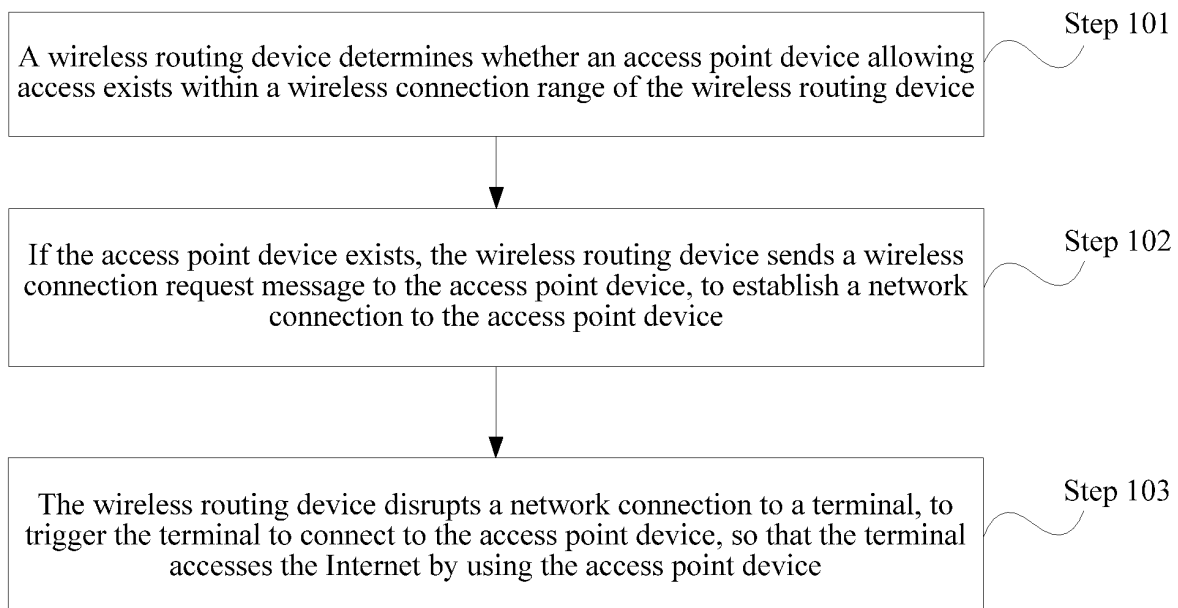 Step 101
A wireless routing device determines whether an access point device allowing
access exists within a wireless connection range of the wireless routing device
Step 102
If the access point device exists, the wireless routing device sends a wireless
connection request message to the access point device, to establish a network
connection to the access point device
Step 103
The wireless routing device disrupts a network connection to a terminal, to
trigger the terminal to connect to the access point device, so that the terminal
accesses the Internet by using the access point device